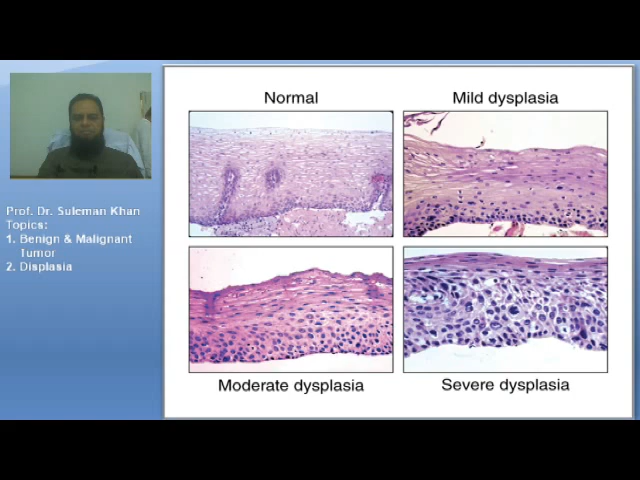 Normal
Mild dysplasia
Prof. Dr. Suleman Khan
Topics:
1. Benign & Malignant
Tumor
2. Displasia
Moderate dysplasia
Severe dysplasia